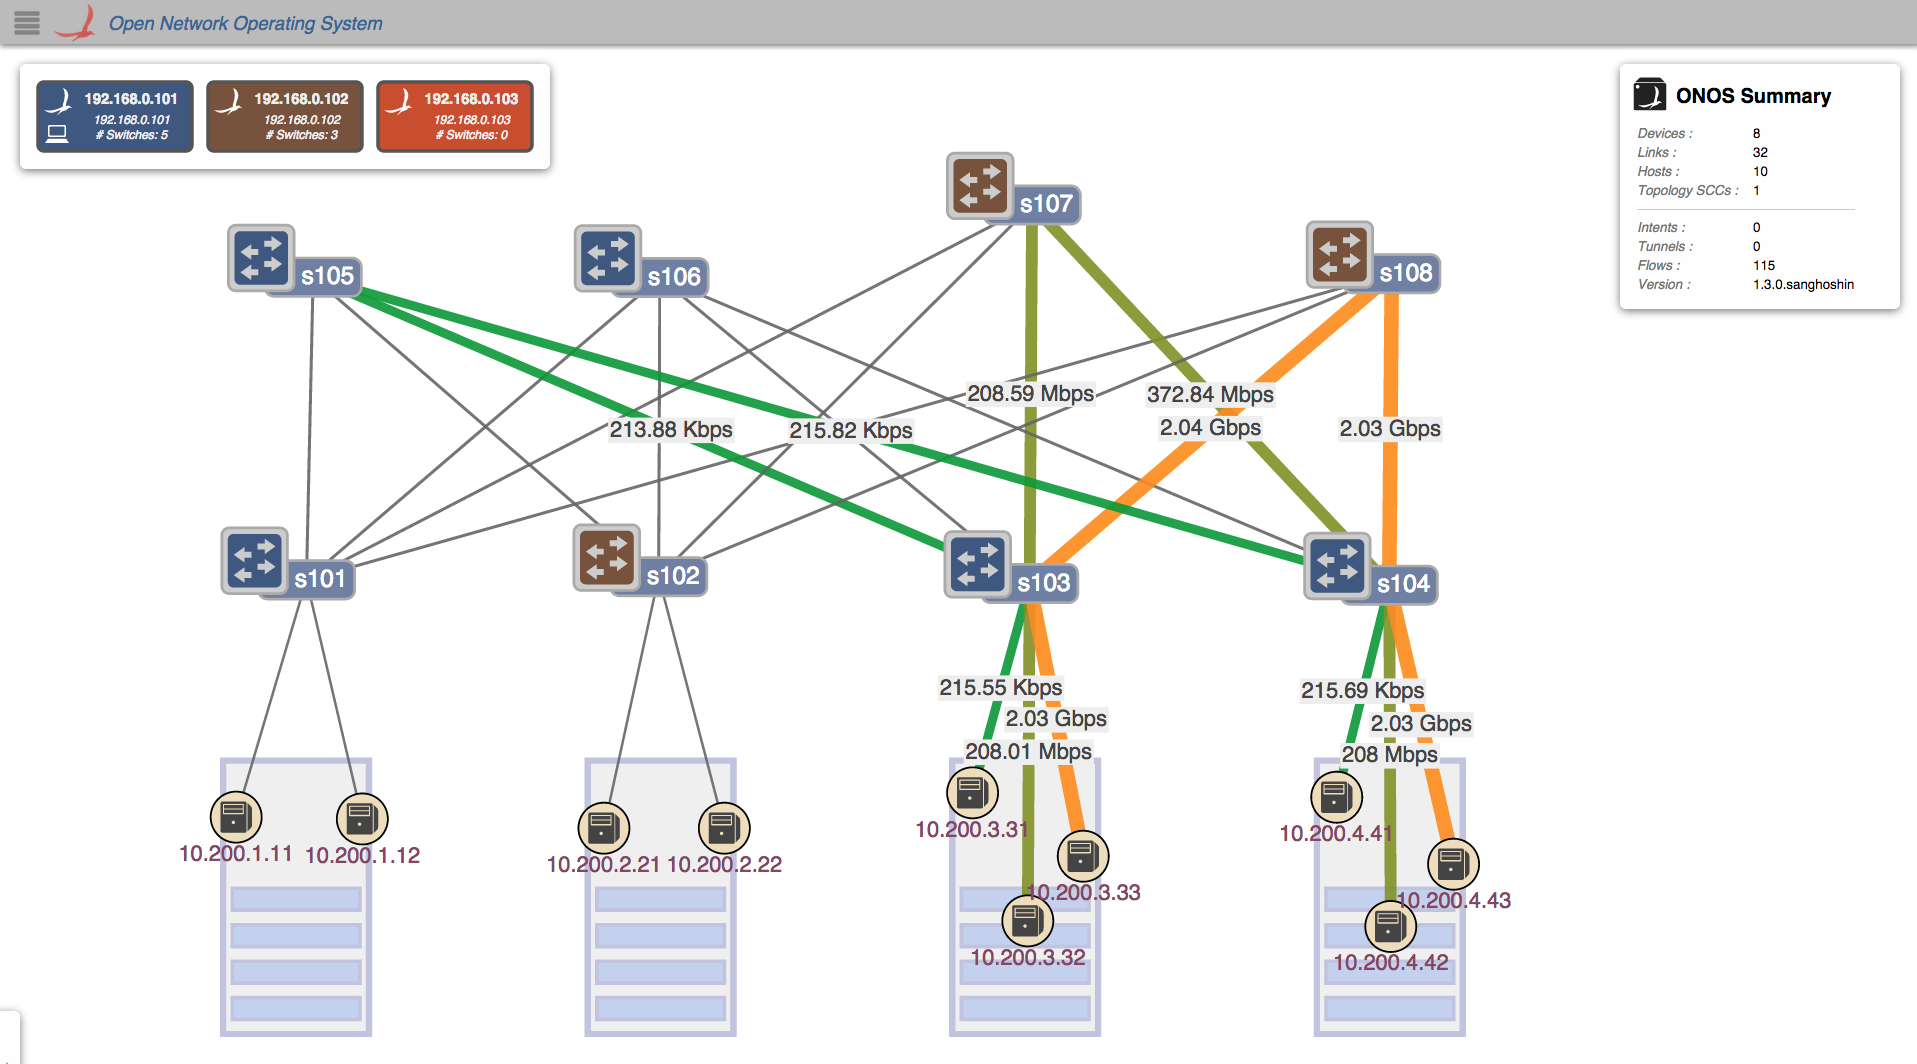 Open Network Operating System
192.168.0.101
192.168.0.101
# Switches: 5
192.168.0.102
192.168.0.102
# Switches: 3
192.168.0.103
192.168.0.103
# Switches: 0
ONOS Summary
Devices : 8
Links : 32
Hosts : 10
Topology SCCs : 1
Intents : 0
Tunnels : 0
Flows : 115
Version : 1.3.0.sanghoshin
s107
s105
s106
s108
208.59 Mbps
372.84 Mbps
213.88 Kbps
215.82 Kbps
2.04 Gbps
2.03 Gbps
s101
s102
s103
s104
215.55 Kbps
2.03 Gbps
208.01 Mbps
215.69 Kbps
2.03 Gbps
208 Mbps
10.200.1.11
10.200.1.12
10.200.2.21
10.200.2.22
10.200.3.31
10.200.3.33
10.200.3.32
10.200.4.41
10.200.4.43
10.200.4.42